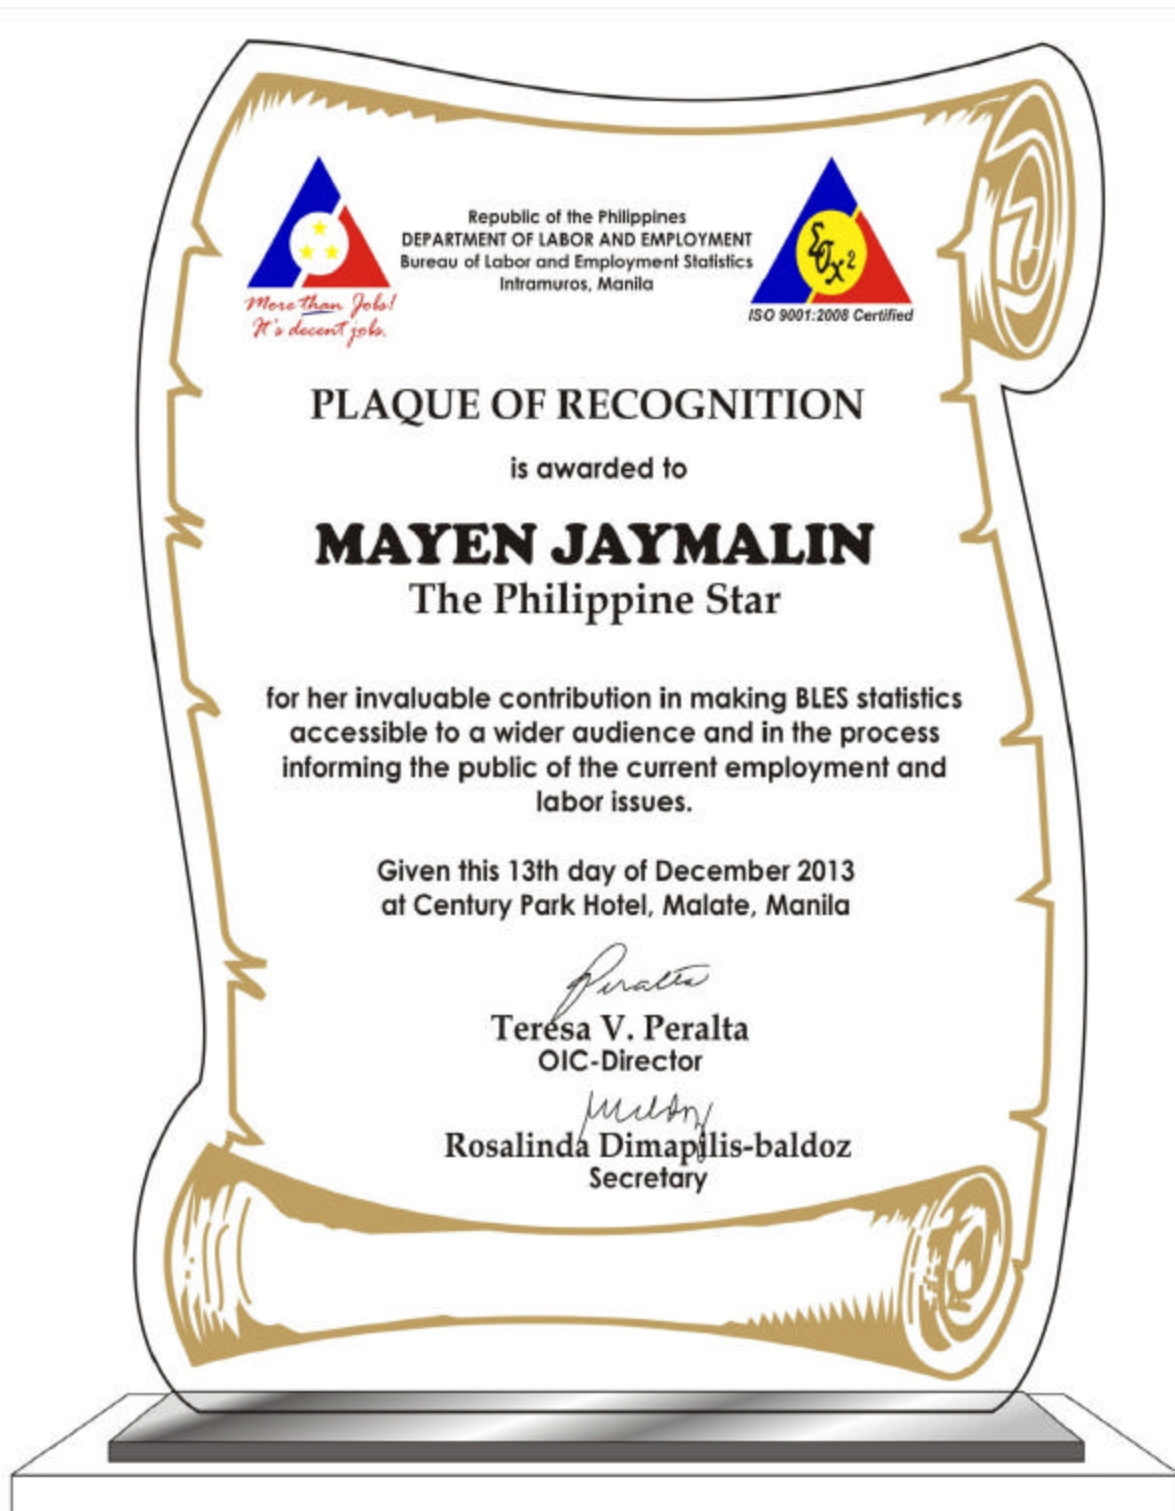 Republic of the Philippines
DEPARTMENT OF LABOR AND EMPLOYMENT
Bureau of Labor and Employment Statistics
Intramuros, Manila
More than Jobs!
It's decent jobs.
ISO 9001:2008 Certified
PLAQUE OF RECOGNITION
is awarded to
MAYEN JAYMALIN
The Philippine Star
for her invaluable contribution in making BLES statistics
accessible to a wider audience and in the process
informing the public of the current employment and
labor issues.
Given this 13th day of December 2013
at Century Park Hotel, Malate, Manila
Teresa V. Peralta
OIC-Director
Rosalinda Dimapilis-baldoz
Secretary